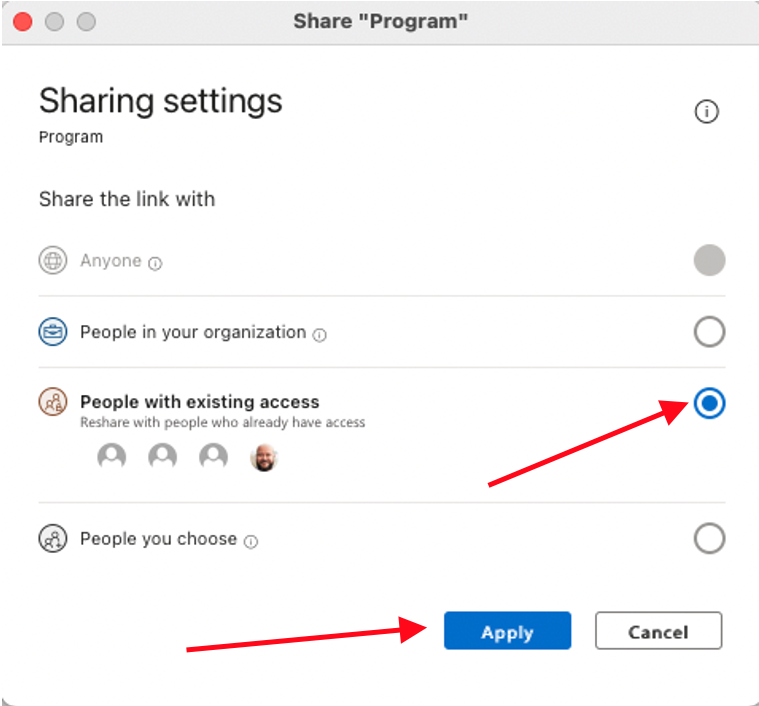 Share "Program"
Sharing settings
Program
Share the link with
Anyone
People in your organization
People with existing access
Reshare with people who already have access
People you choose
Apply
Cancel